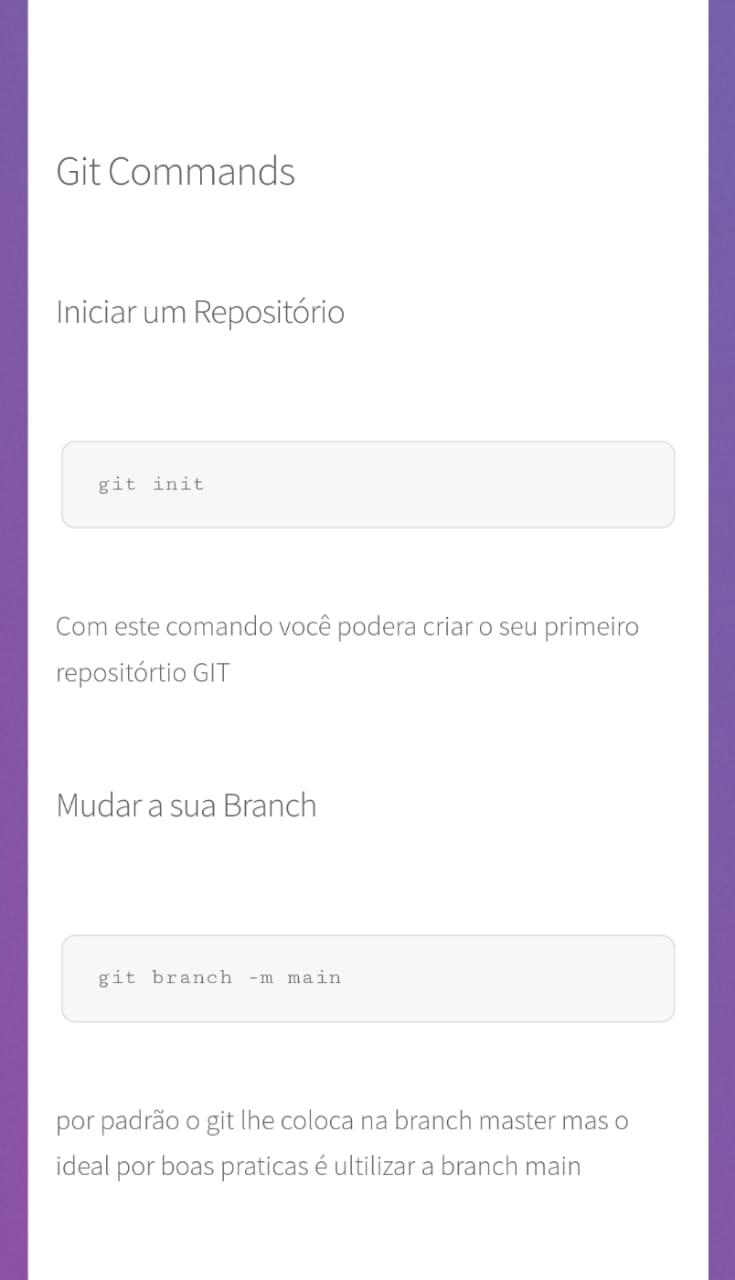 Git Commands
Iniciar um Repositório
git init
Com este comando você podera criar o seu primeiro
repositórtio GIT
Mudar a sua Branch
git branch -m main
por padrão o git lhe coloca na branch master mas o
ideal por boas praticas é ultilizar a branch main